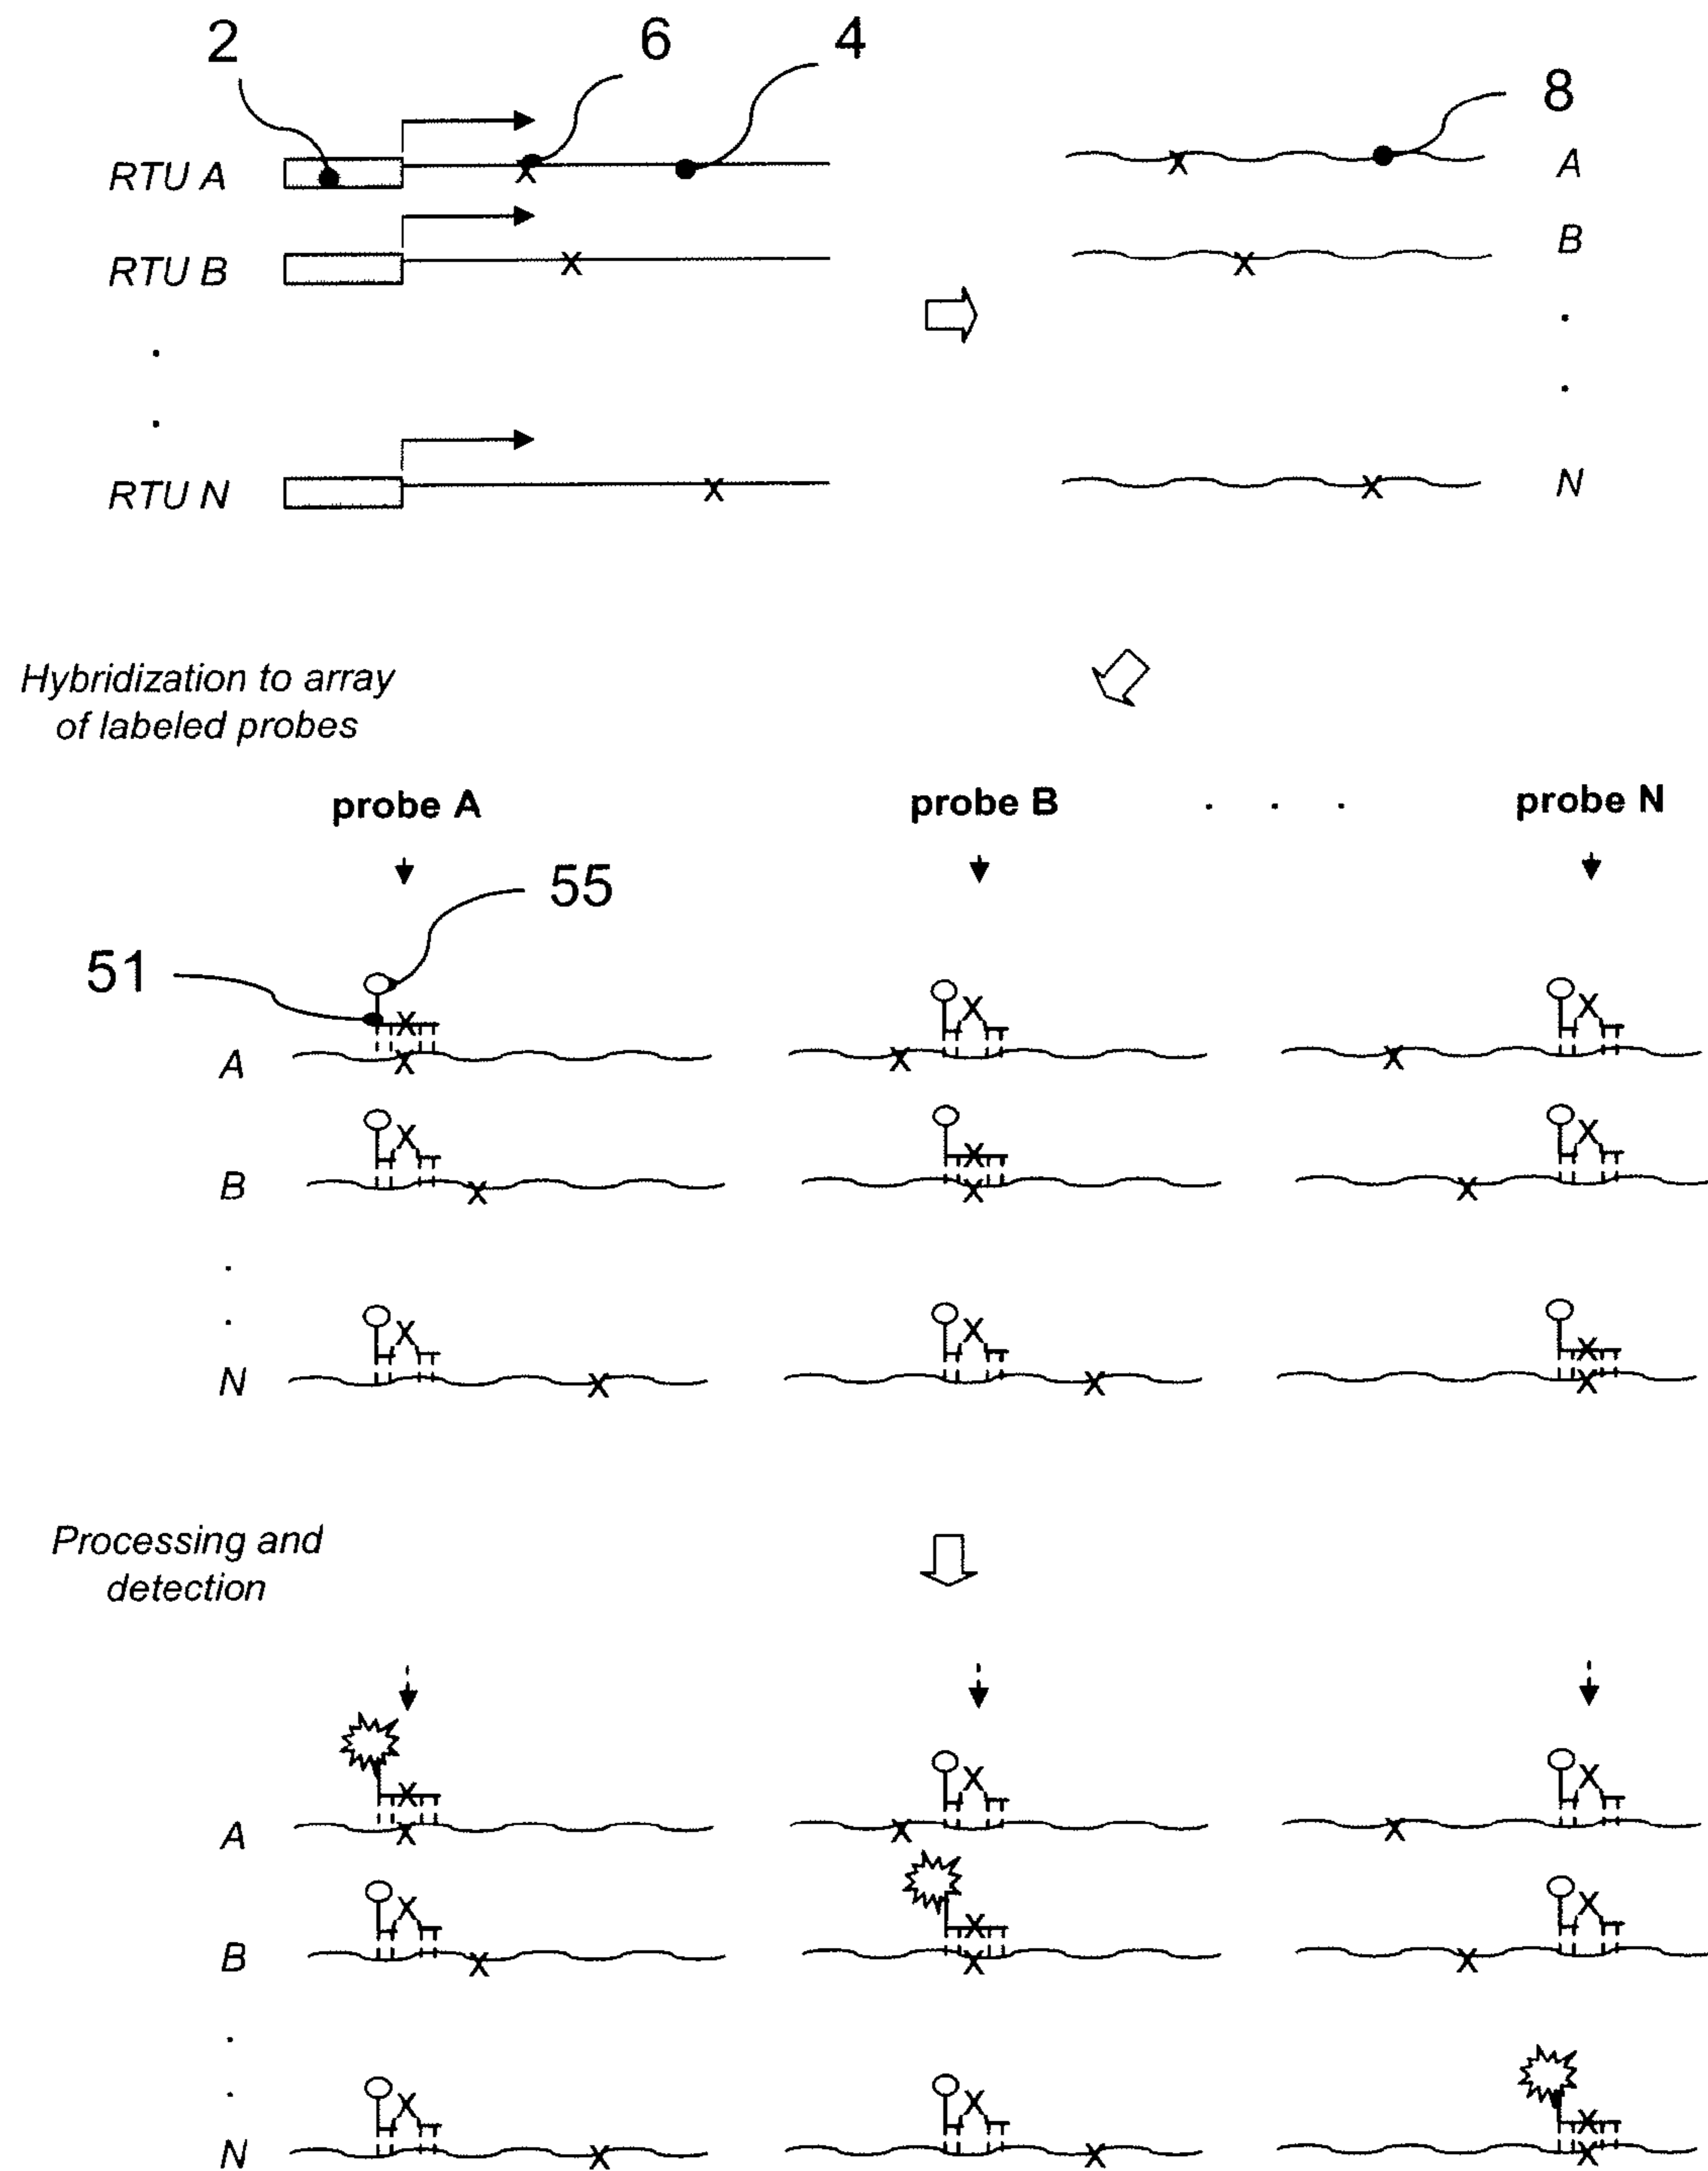 2
6
4
8
RTU A
A
RTU B
B
.
.
.
.
RTU N
N
Hybridization to array
of labeled probes
probe A
probe B
. . .
probe N
55
51
A
B
.
.
N
Processing and
detection
A
B
.
.
N